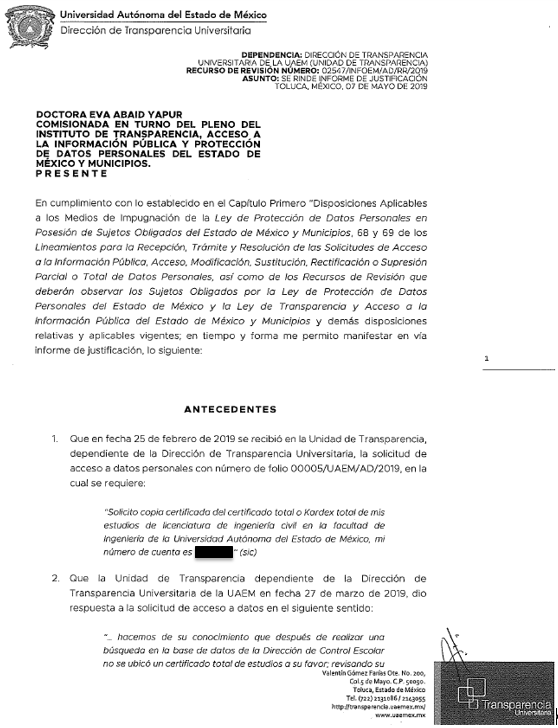 Universidad Autónoma del Estado de México
Dirección de Transparencia Universitaria
DEPENDENCIA: DIRECCIÓN DE TRANSPARENCIA
UNIVERSITARIA DE LA UAEM (UNIDAD DE TRANSPARENCIA)
RECURSO DE REVISIÓN NÚMERO: 02547/INFOEM/AD/RR/2019
ASUNTO: SE RINDE INFORME DE JUSTIFICACIÓN
TOLUCA, MÉXICO, 07 DE MAYO DE 2019
DOCTORA EVA ABAID YAPUR
COMISIONADA EN TURNO DEL PLENO DEL
INSTITUTO DE TRANSPARENCIA, ACCESO A
LA INFORMACIÓN PÚBLICA Y PROTECCIÓN
DE DATOS PERSONALES DEL ESTADO DE
MÉXICO Y MUNICIPIOS.
P R E S E N T E
En cumplimiento con lo establecido en el Capítulo Primero "Disposiciones Aplicables
a los Medios de Impugnación de la Ley de Protección de Datos Personales en
Posesión de Sujetos Obligados del Estado de México y Municipios, 68 y 69 de los
Lineamientos para la Recepción, Trámite y Resolución de las Solicitudes de Acceso
a la Información Pública, Acceso, Modificación, Sustitución, Rectificación o Supresión
Parcial o Total de Datos Personales, así como de los Recursos de Revisión que
deberán observar los Sujetos Obligados por la Ley de Protección de Datos
Personales del Estado de México y la Ley de Transparencia y Acceso a la
Información Pública del Estado de México y Municipios y demás disposiciones
relativas y aplicables vigentes; en tiempo y forma me permito manifestar en vía
informe de justificación, lo siguiente:
1
ANTECEDENTES
1. Que en fecha 25 de febrero de 2019 se recibió en la Unidad de Transparencia,
dependiente de la Dirección de Transparencia Universitaria, la solicitud de
acceso a datos personales con número de folio 00005/UAEM/AD/2019, en la
cual se requiere:
"Solicito copia certificada del certificado total o Kardex total de mis
estudios de licenciatura de ingeniería civil en la facultad de
Ingeniería de la Universidad Autónoma del Estado de México, mi
número de cuenta es " (sic)
2. Que la Unidad de Transparencia dependiente de la Dirección de
Transparencia Universitaria de la UAEM en fecha 27 de marzo de 2019, dio
respuesta a la solicitud de acceso a datos en el siguiente sentido:
"... hacemos de su conocimiento que después de realizar una
búsqueda en la base de datos de la Dirección de Control Escolar
no se ubicó un certificado total de estudios a su favor; revisando su
Valentín Gómez Farías Ote. No. 200,
Col.5 de Mayo. C.P. 50090.
Toluca, Estado de México
Tel. (722) 2131086 / 2143055
http://transparencia.uaemex.mx/
www.uaemex.mx
Transparencia
Universitaria